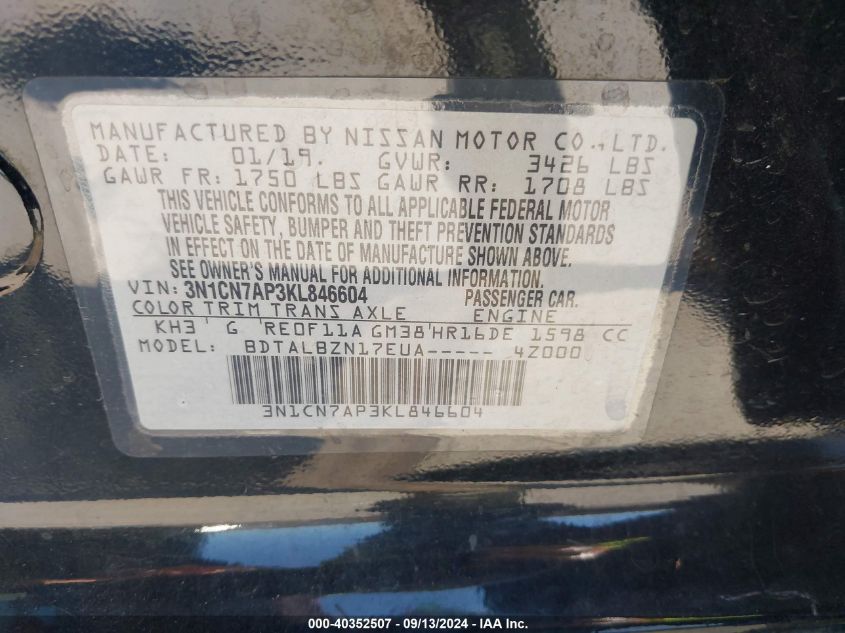 MANUFACTURED BY NISSAN MOTOR CO., LTD.
DATE: 01/19. GVWR: 3426 LBS
GAWR FR: 1750 LBS GAWR RR: 1708 LBS
THIS VEHICLE CONFORMS TO ALL APPLICABLE FEDERAL MOTOR
VEHICLE SAFETY, BUMPER AND THEFT PREVENTION STANDARDS
IN EFFECT ON THE DATE OF MANUFACTURE SHOWN ABOVE.
SEE OWNER'S MANUAL FOR ADDITIONAL INFORMATION.
VIN: 3N1CN7AP3KL846604 PASSENGER CAR.
COLOR TRIM TRANS AXLE ENGINE
KH3 G RE0F11A GM38 HR16DE 1598 CC
MODEL: BDTALBZN17EUA----- 4Z000
3N1CN7AP3KL846604
000-40352507 - 09/13/2024 - IAAI Inc.